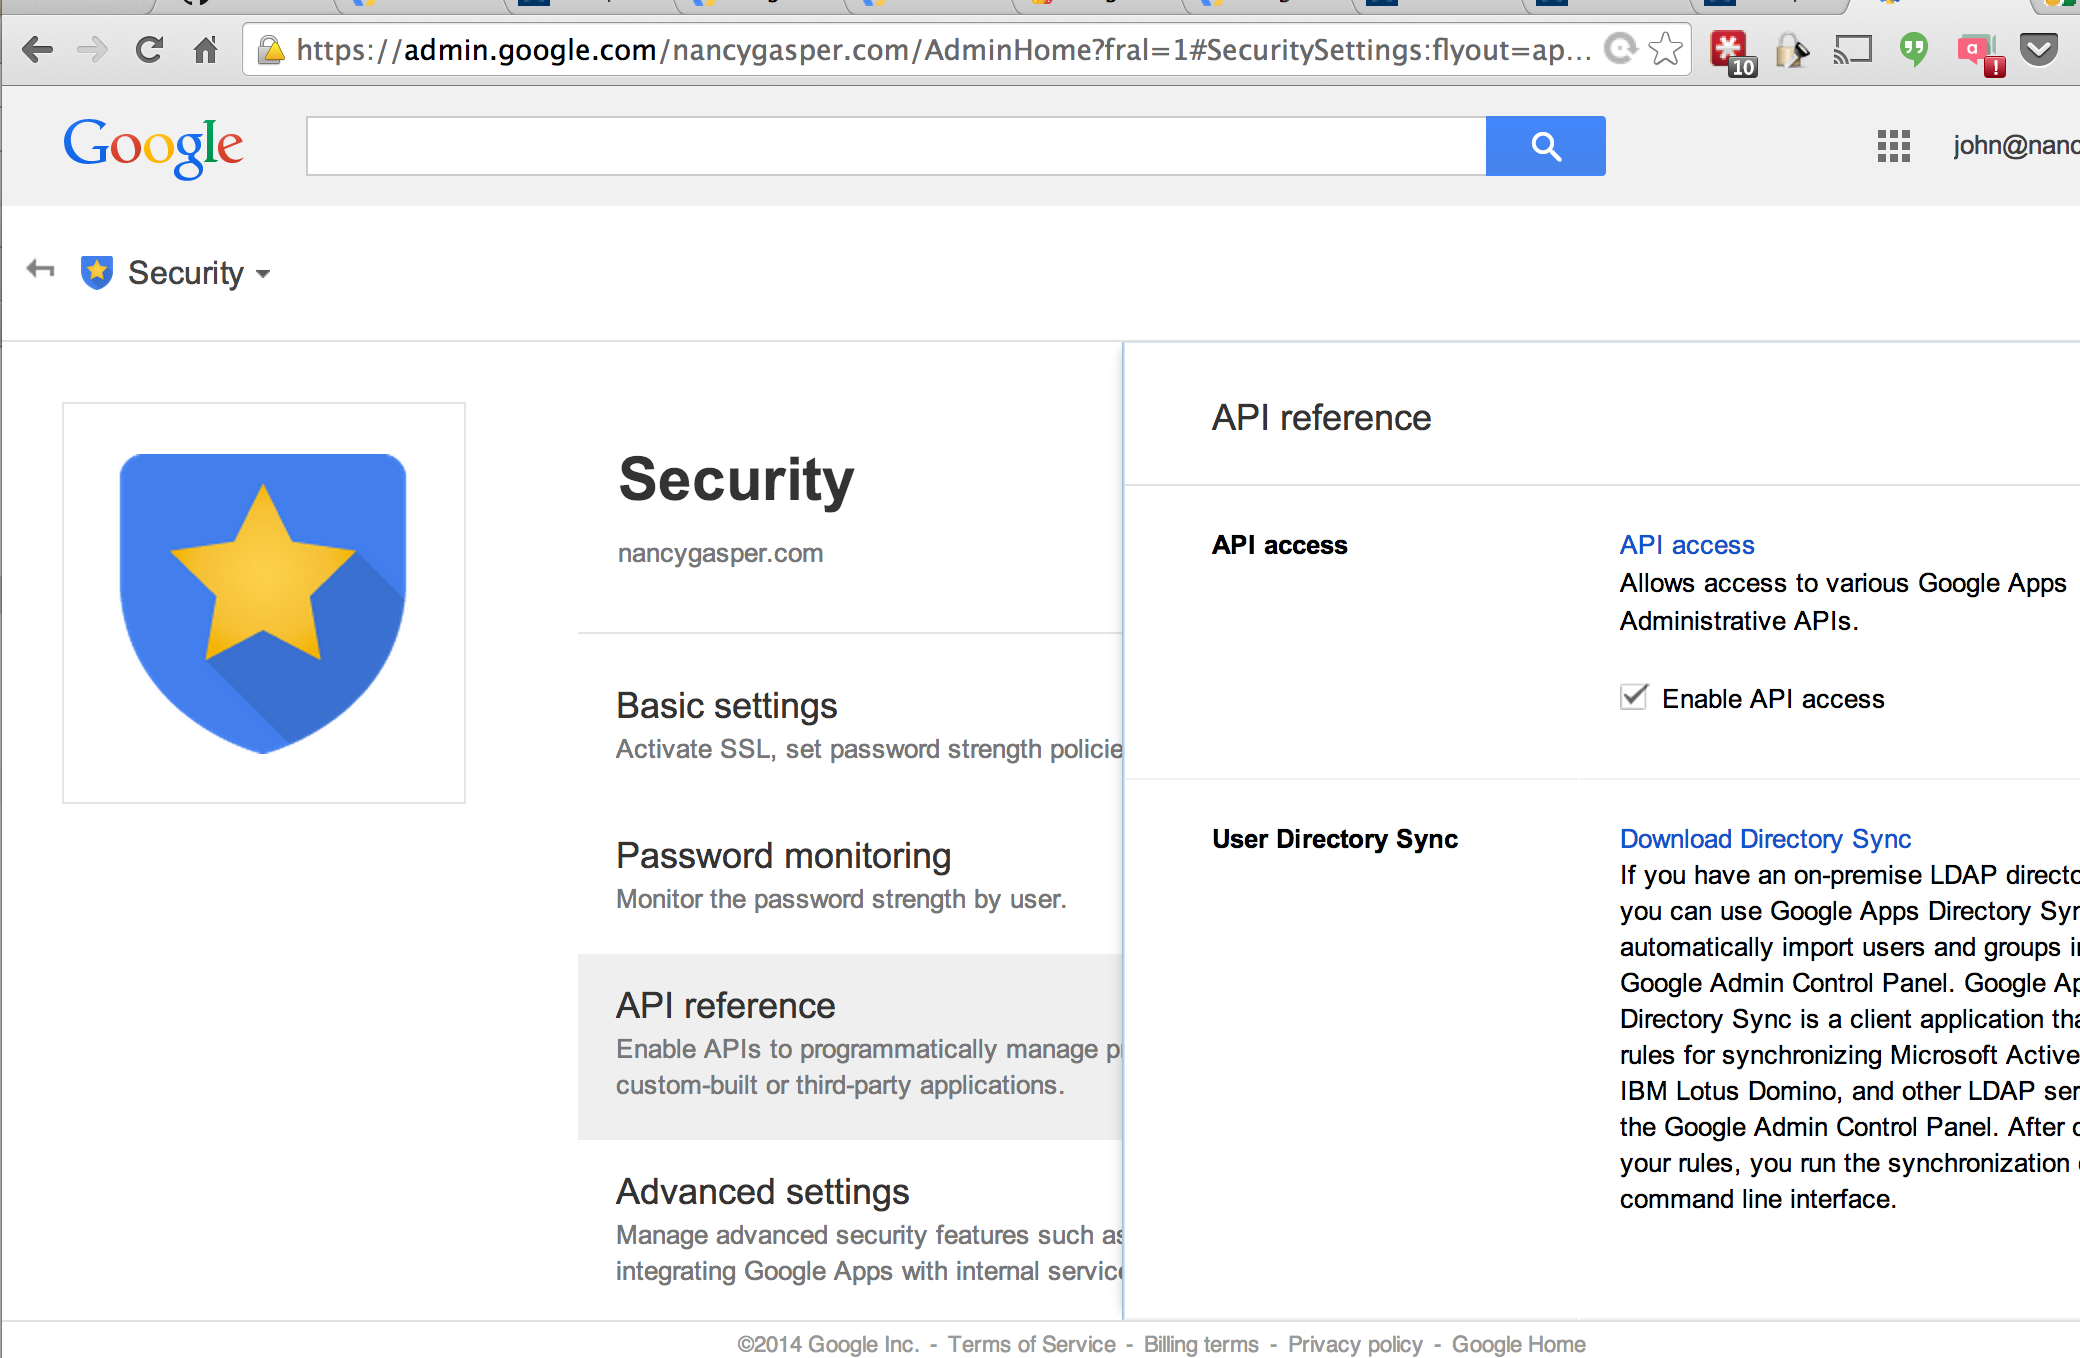 https://admin.google.com/nancygasper.com/AdminHome?fral=1#SecuritySettings:flyout=ap...
10
a
!
Google
john@nanc
Security
API reference
Security
nancygasper.com
API access
API access
Allows access to various Google Apps
Administrative APIs.
Enable API access
Basic settings
Activate SSL, set password strength policie
Password monitoring
Monitor the password strength by user.
User Directory Sync
Download Directory Sync
If you have an on-premise LDAP directo
you can use Google Apps Directory Syn
automatically import users and groups i
Google Admin Control Panel. Google Ap
Directory Sync is a client application tha
rules for synchronizing Microsoft Active
IBM Lotus Domino, and other LDAP ser
the Google Admin Control Panel. After
your rules, you run the synchronization
command line interface.
API reference
Enable APIs to programmatically manage p
custom-built or third-party applications.
Advanced settings
Manage advanced security features such as
integrating Google Apps with internal service
©2014 Google Inc. - Terms of Service - Billing terms - Privacy policy - Google Home